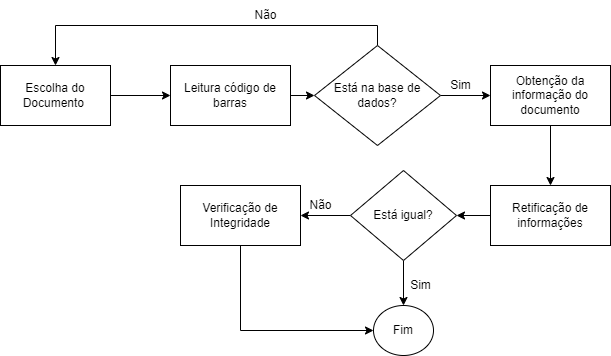 Não
Escolha do
Documento
Leitura código de
barras
Está na base de
dados?
Sim
Obtenção da
informação do
documento
Verificação de
Integridade
Não
Está igual?
Retificação de
informações
Sim
Fim